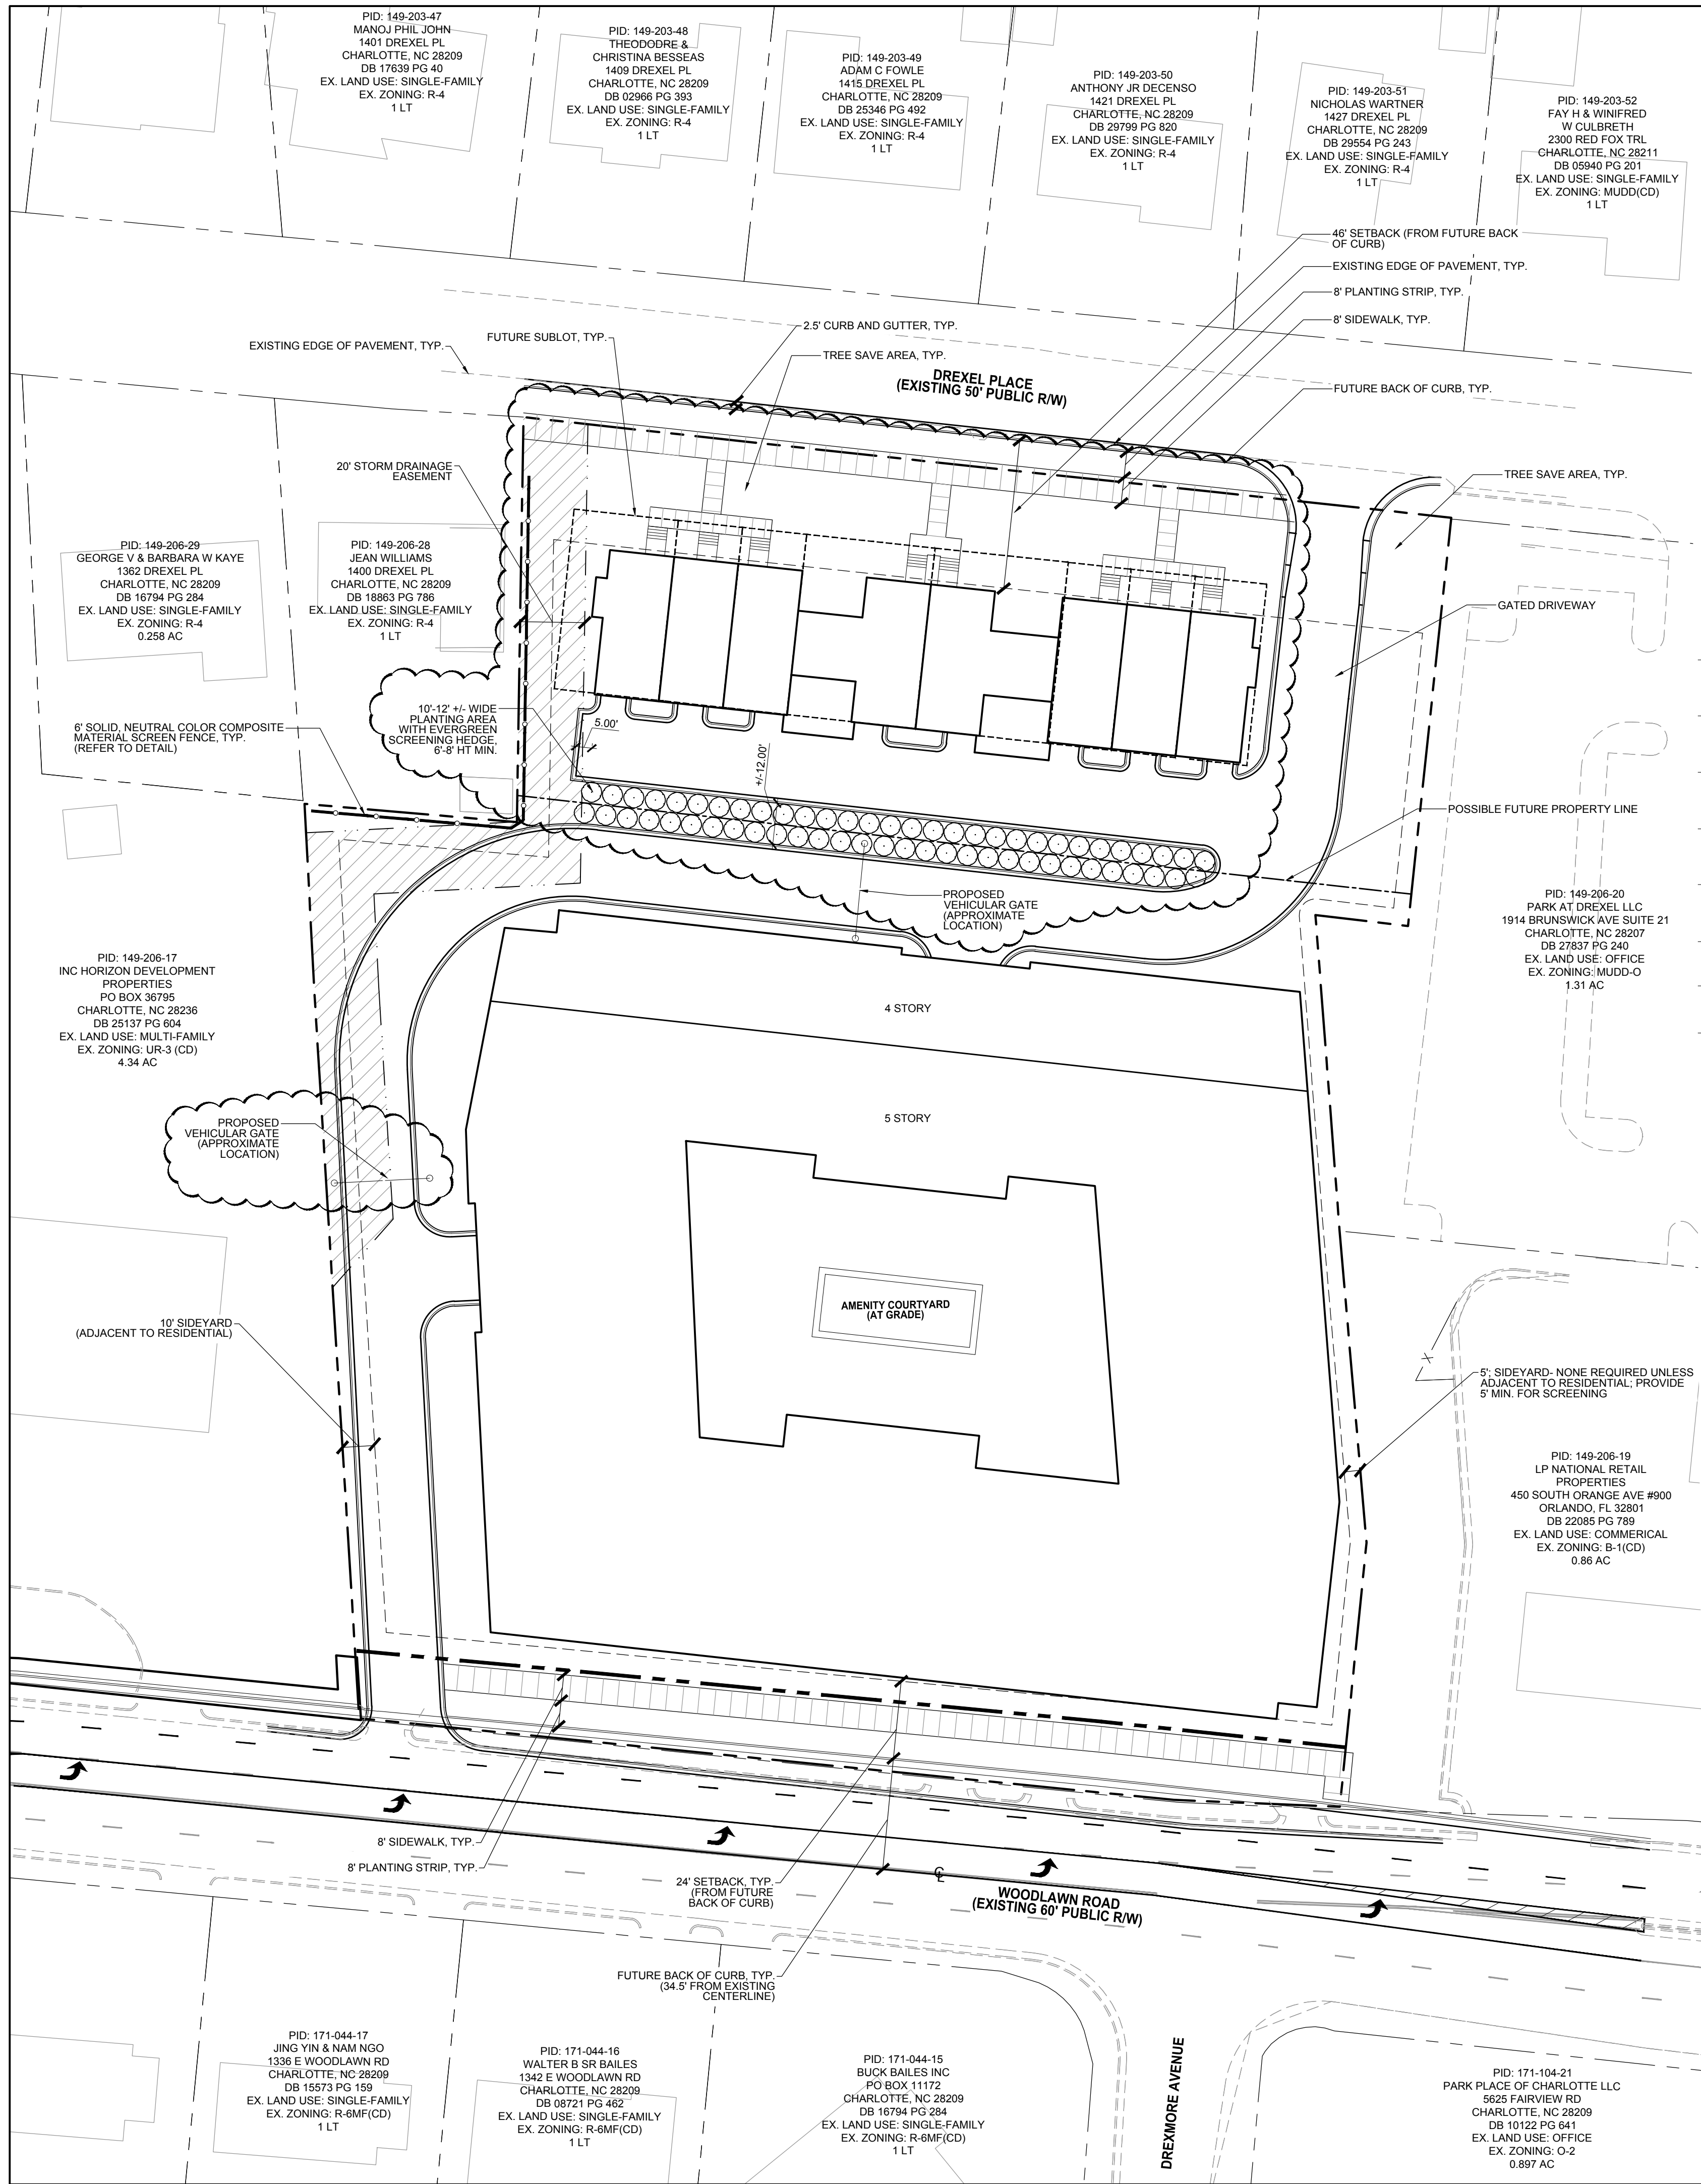 PID: 149-203-47
MANOJ PHIL JOHN
1401 DREXEL PL
CHARLOTTE, NC 28209
DB 17639 PG 40
EX. LAND USE: SINGLE-FAMILY
EX. ZONING: R-4
1 LT
PID: 149-203-48
THEODODRE &
CHRISTINA BESSEAS
1409 DREXEL PL
CHARLOTTE, NC 28209
DB 02966 PG 393
EX. LAND USE: SINGLE-FAMILY
EX. ZONING: R-4
1 LT
PID: 149-203-49
ADAM C FOWLE
1415 DREXEL PL
CHARLOTTE, NC 28209
DB 25346 PG 492
EX. LAND USE: SINGLE-FAMILY
EX. ZONING: R-4
1 LT
PID: 149-203-50
ANTHONY JR DECENSO
1421 DREXEL PL
CHARLOTTE, NC 28209
DB 29799 PG 820
EX. LAND USE: SINGLE-FAMILY
EX. ZONING: R-4
1 LT
PID: 149-203-51
NICHOLAS WARTNER
1427 DREXEL PL
CHARLOTTE, NC 28209
DB 29554 PG 243
EX. LAND USE: SINGLE-FAMILY
EX. ZONING: R-4
1 LT
PID: 149-203-52
FAY H & WINIFRED
W CULBRETH
2300 RED FOX TRL
CHARLOTTE, NC 28211
DB 05940 PG 201
EX. LAND USE: SINGLE-FAMILY
EX. ZONING: MUDD(CD)
1 LT
46' SETBACK (FROM FUTURE BACK
OF CURB)
EXISTING EDGE OF PAVEMENT, TYP.
8' PLANTING STRIP, TYP.
8' SIDEWALK, TYP.
2.5' CURB AND GUTTER, TYP.
FUTURE SUBLOT, TYP.
EXISTING EDGE OF PAVEMENT, TYP.
TREE SAVE AREA, TYP.
DREXEL PLACE
(EXISTING 50' PUBLIC R/W)
FUTURE BACK OF CURB, TYP.
20' STORM DRAINAGE
EASEMENT
TREE SAVE AREA, TYP.
PID: 149-206-29
GEORGE V & BARBARA W KAYE
1362 DREXEL PL
CHARLOTTE, NC 28209
DB 16794 PG 284
EX. LAND USE: SINGLE-FAMILY
EX. ZONING: R-4
0.258 AC
PID: 149-206-28
JEAN WILLIAMS
1400 DREXEL PL
CHARLOTTE, NC 28209
DB 18863 PG 786
EX. LAND USE: SINGLE-FAMILY
EX. ZONING: R-4
1 LT
GATED DRIVEWAY
6' SOLID, NEUTRAL COLOR COMPOSITE
MATERIAL SCREEN FENCE, TYP.
(REFER TO DETAIL)
10'-12' +/- WIDE
PLANTING AREA
WITH EVERGREEN
SCREENING HEDGE,
6'-8' HT MIN.
5.00'
+/-12.00'
POSSIBLE FUTURE PROPERTY LINE
PROPOSED
VEHICULAR GATE
(APPROXIMATE
LOCATION)
PID: 149-206-20
PARK AT DREXEL LLC
1914 BRUNSWICK AVE SUITE 21
CHARLOTTE, NC 28207
DB 27837 PG 240
EX. LAND USE: OFFICE
EX. ZONING: MUDD-O
1.31 AC
PID: 149-206-17
INC HORIZON DEVELOPMENT
PROPERTIES
PO BOX 36795
CHARLOTTE, NC 28236
DB 25137 PG 604
EX. LAND USE: MULTI-FAMILY
EX. ZONING: UR-3 (CD)
4.34 AC
4 STORY
5 STORY
PROPOSED
VEHICULAR GATE
(APPROXIMATE
LOCATION)
AMENITY COURTYARD
(AT GRADE)
10' SIDEYARD
(ADJACENT TO RESIDENTIAL)
5'; SIDEYARD- NONE REQUIRED UNLESS
ADJACENT TO RESIDENTIAL; PROVIDE
5' MIN. FOR SCREENING
PID: 149-206-19
LP NATIONAL RETAIL
PROPERTIES
450 SOUTH ORANGE AVE #900
ORLANDO, FL 32801
DB 22085 PG 789
EX. LAND USE: COMMERICAL
EX. ZONING: B-1(CD)
0.86 AC
8' SIDEWALK, TYP.
8' PLANTING STRIP, TYP.
24' SETBACK, TYP.
(FROM FUTURE
BACK OF CURB)
CL
WOODLAWN ROAD
(EXISTING 60' PUBLIC R/W)
FUTURE BACK OF CURB, TYP.
(34.5' FROM EXISTING
CENTERLINE)
PID: 171-044-17
JING YIN & NAM NGO
1336 E WOODLAWN RD
CHARLOTTE, NC 28209
DB 15573 PG 159
EX. LAND USE: SINGLE-FAMILY
EX. ZONING: R-6MF(CD)
1 LT
PID: 171-044-16
WALTER B SR BAILES
1342 E WOODLAWN RD
CHARLOTTE, NC 28209
DB 08721 PG 462
EX. LAND USE: SINGLE-FAMILY
EX. ZONING: R-6MF(CD)
1 LT
PID: 171-044-15
BUCK BAILES INC
PO BOX 11172
CHARLOTTE, NC 28209
DB 16794 PG 284
EX. LAND USE: SINGLE-FAMILY
EX. ZONING: R-6MF(CD)
1 LT
DREXMORE AVENUE
PID: 171-104-21
PARK PLACE OF CHARLOTTE LLC
5625 FAIRVIEW RD
CHARLOTTE, NC 28209
DB 10122 PG 641
EX. LAND USE: OFFICE
EX. ZONING: O-2
0.897 AC